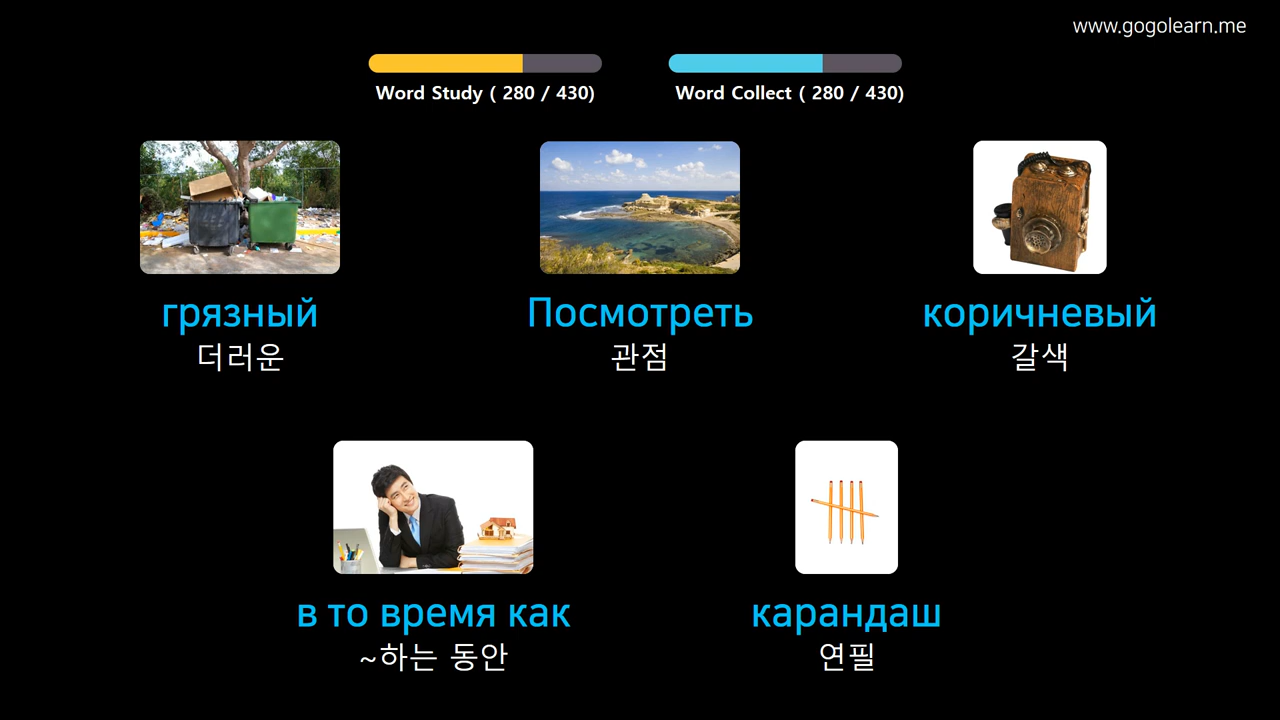 www.gogolearn.me
Word Study ( 280 / 430)
Word Collect ( 280 / 430)
грязный
더러운
Посмотреть
관점
коричневый
갈색
в то время как
~하는 동안
карандаш
연필